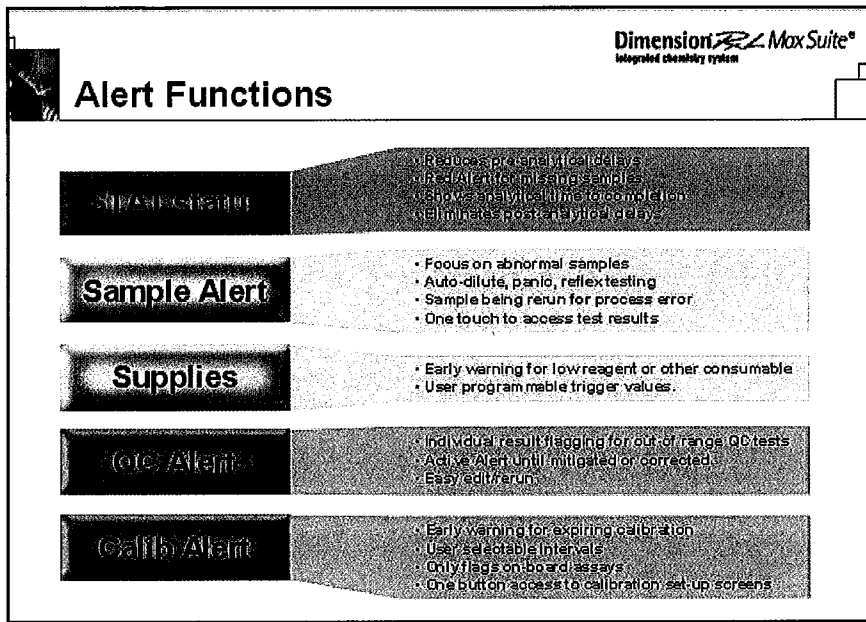 Dimension RxL Max Suite®
integrated chemistry system
Alert Functions
STAT Statu
• Reduces pre-analytical delays
• Red Alert for missing samples
• Shows analytical time to completion
• Eliminates post analytical delays
Sample Alert
• Focus on abnormal samples
• Auto-dilute, panic, reflex testing
• Sample being rerun for process error
• One touch to access test results
Supplies
• Early warning for low reagent or other consumable
• User programmable trigger values.
QC Alert
• Individual result flagging for out of range QC tests
• Active Alert until mitigated or corrected
• Easy edit/rerun
Calib Alert
• Early warning for expiring calibration
• User selectable intervals
• Only flags on-board assays
• One button access to calibration set-up screens